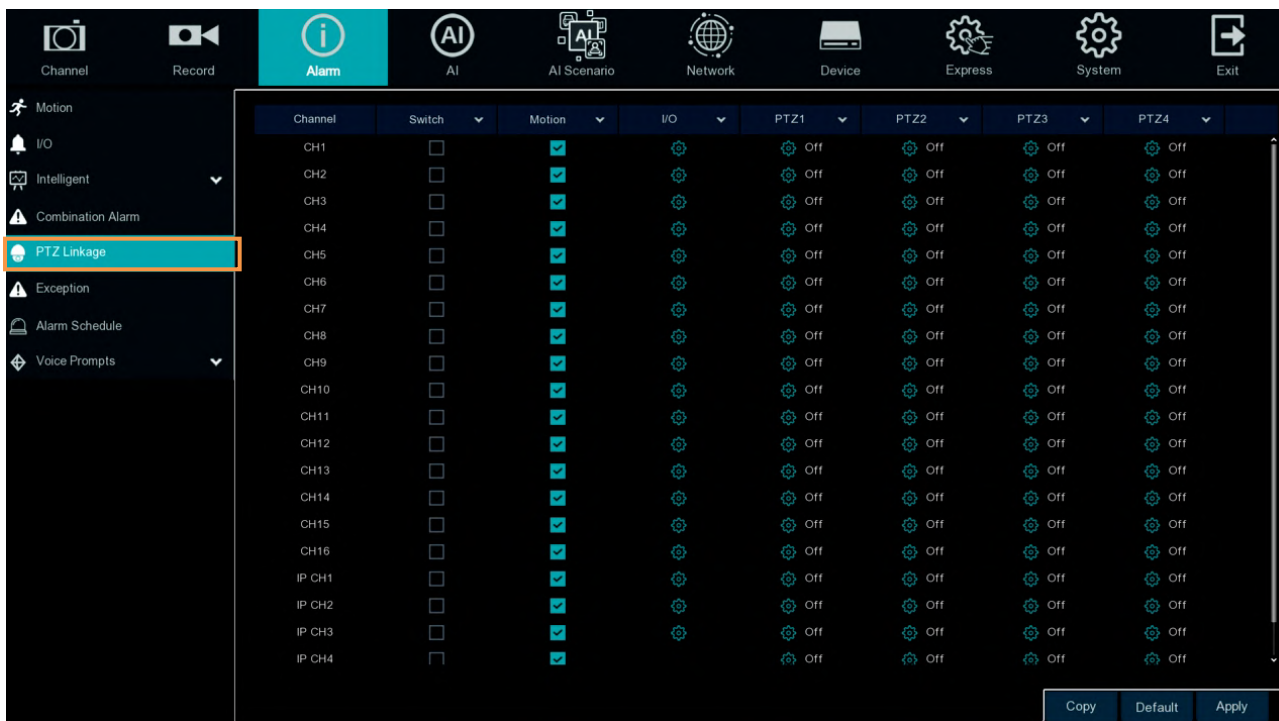 Channel Record Alarm AI AI Scenario Network Device Express System Exit
Motion
I/O
Intelligent
Combination Alarm
PTZ Linkage
Exception
Alarm Schedule
Voice Prompts
Channel Switch Motion I/O PTZ1 PTZ2 PTZ3 PTZ4
CH1 Off Off Off Off
CH2 Off Off Off Off
CH3 Off Off Off Off
CH4 Off Off Off Off
CH5 Off Off Off Off
CH6 Off Off Off Off
CH7 Off Off Off Off
CH8 Off Off Off Off
CH9 Off Off Off Off
CH10 Off Off Off Off
CH11 Off Off Off Off
CH12 Off Off Off Off
CH13 Off Off Off Off
CH14 Off Off Off Off
CH15 Off Off Off Off
CH16 Off Off Off Off
IP CH1 Off Off Off Off
IP CH2 Off Off Off Off
IP CH3 Off Off Off Off
IP CH4 Off Off Off Off
Copy Default Apply